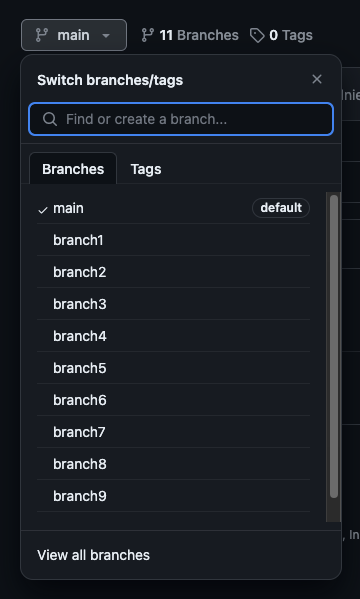 main 11 Branches 0 Tags
Switch branches/tags
Find or create a branch...
Branches Tags
main default
branch1
branch2
branch3
branch4
branch5
branch6
branch7
branch8
branch9
View all branches